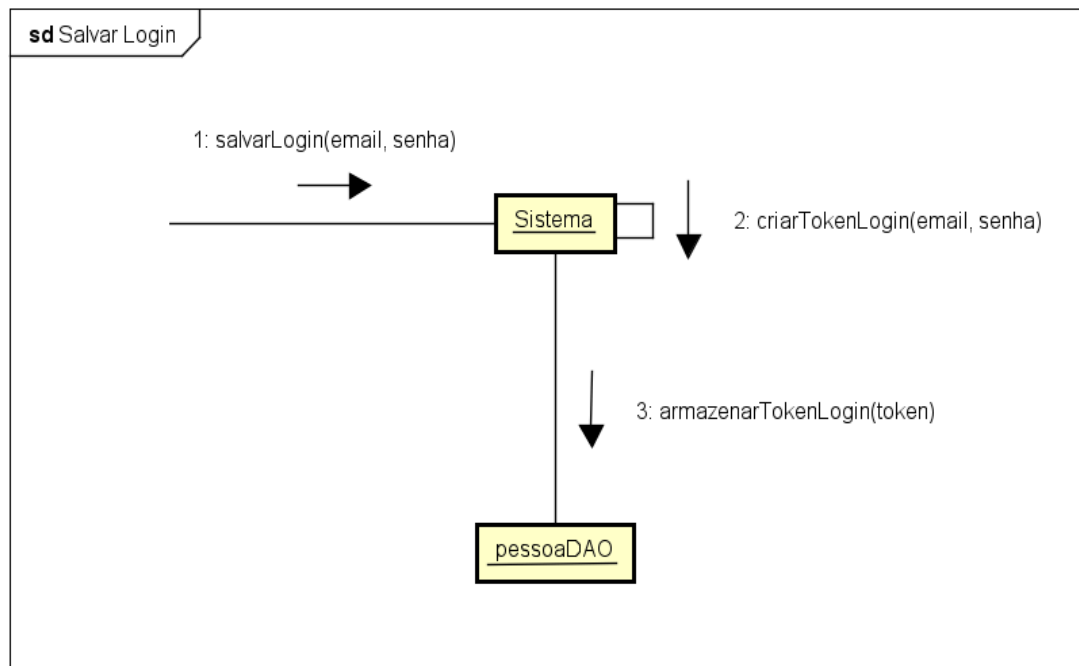 sd Salvar Login
1: salvarLogin(email, senha)
Sistema
2: criarTokenLogin(email, senha)
3: armazenarTokenLogin(token)
pessoaDAO